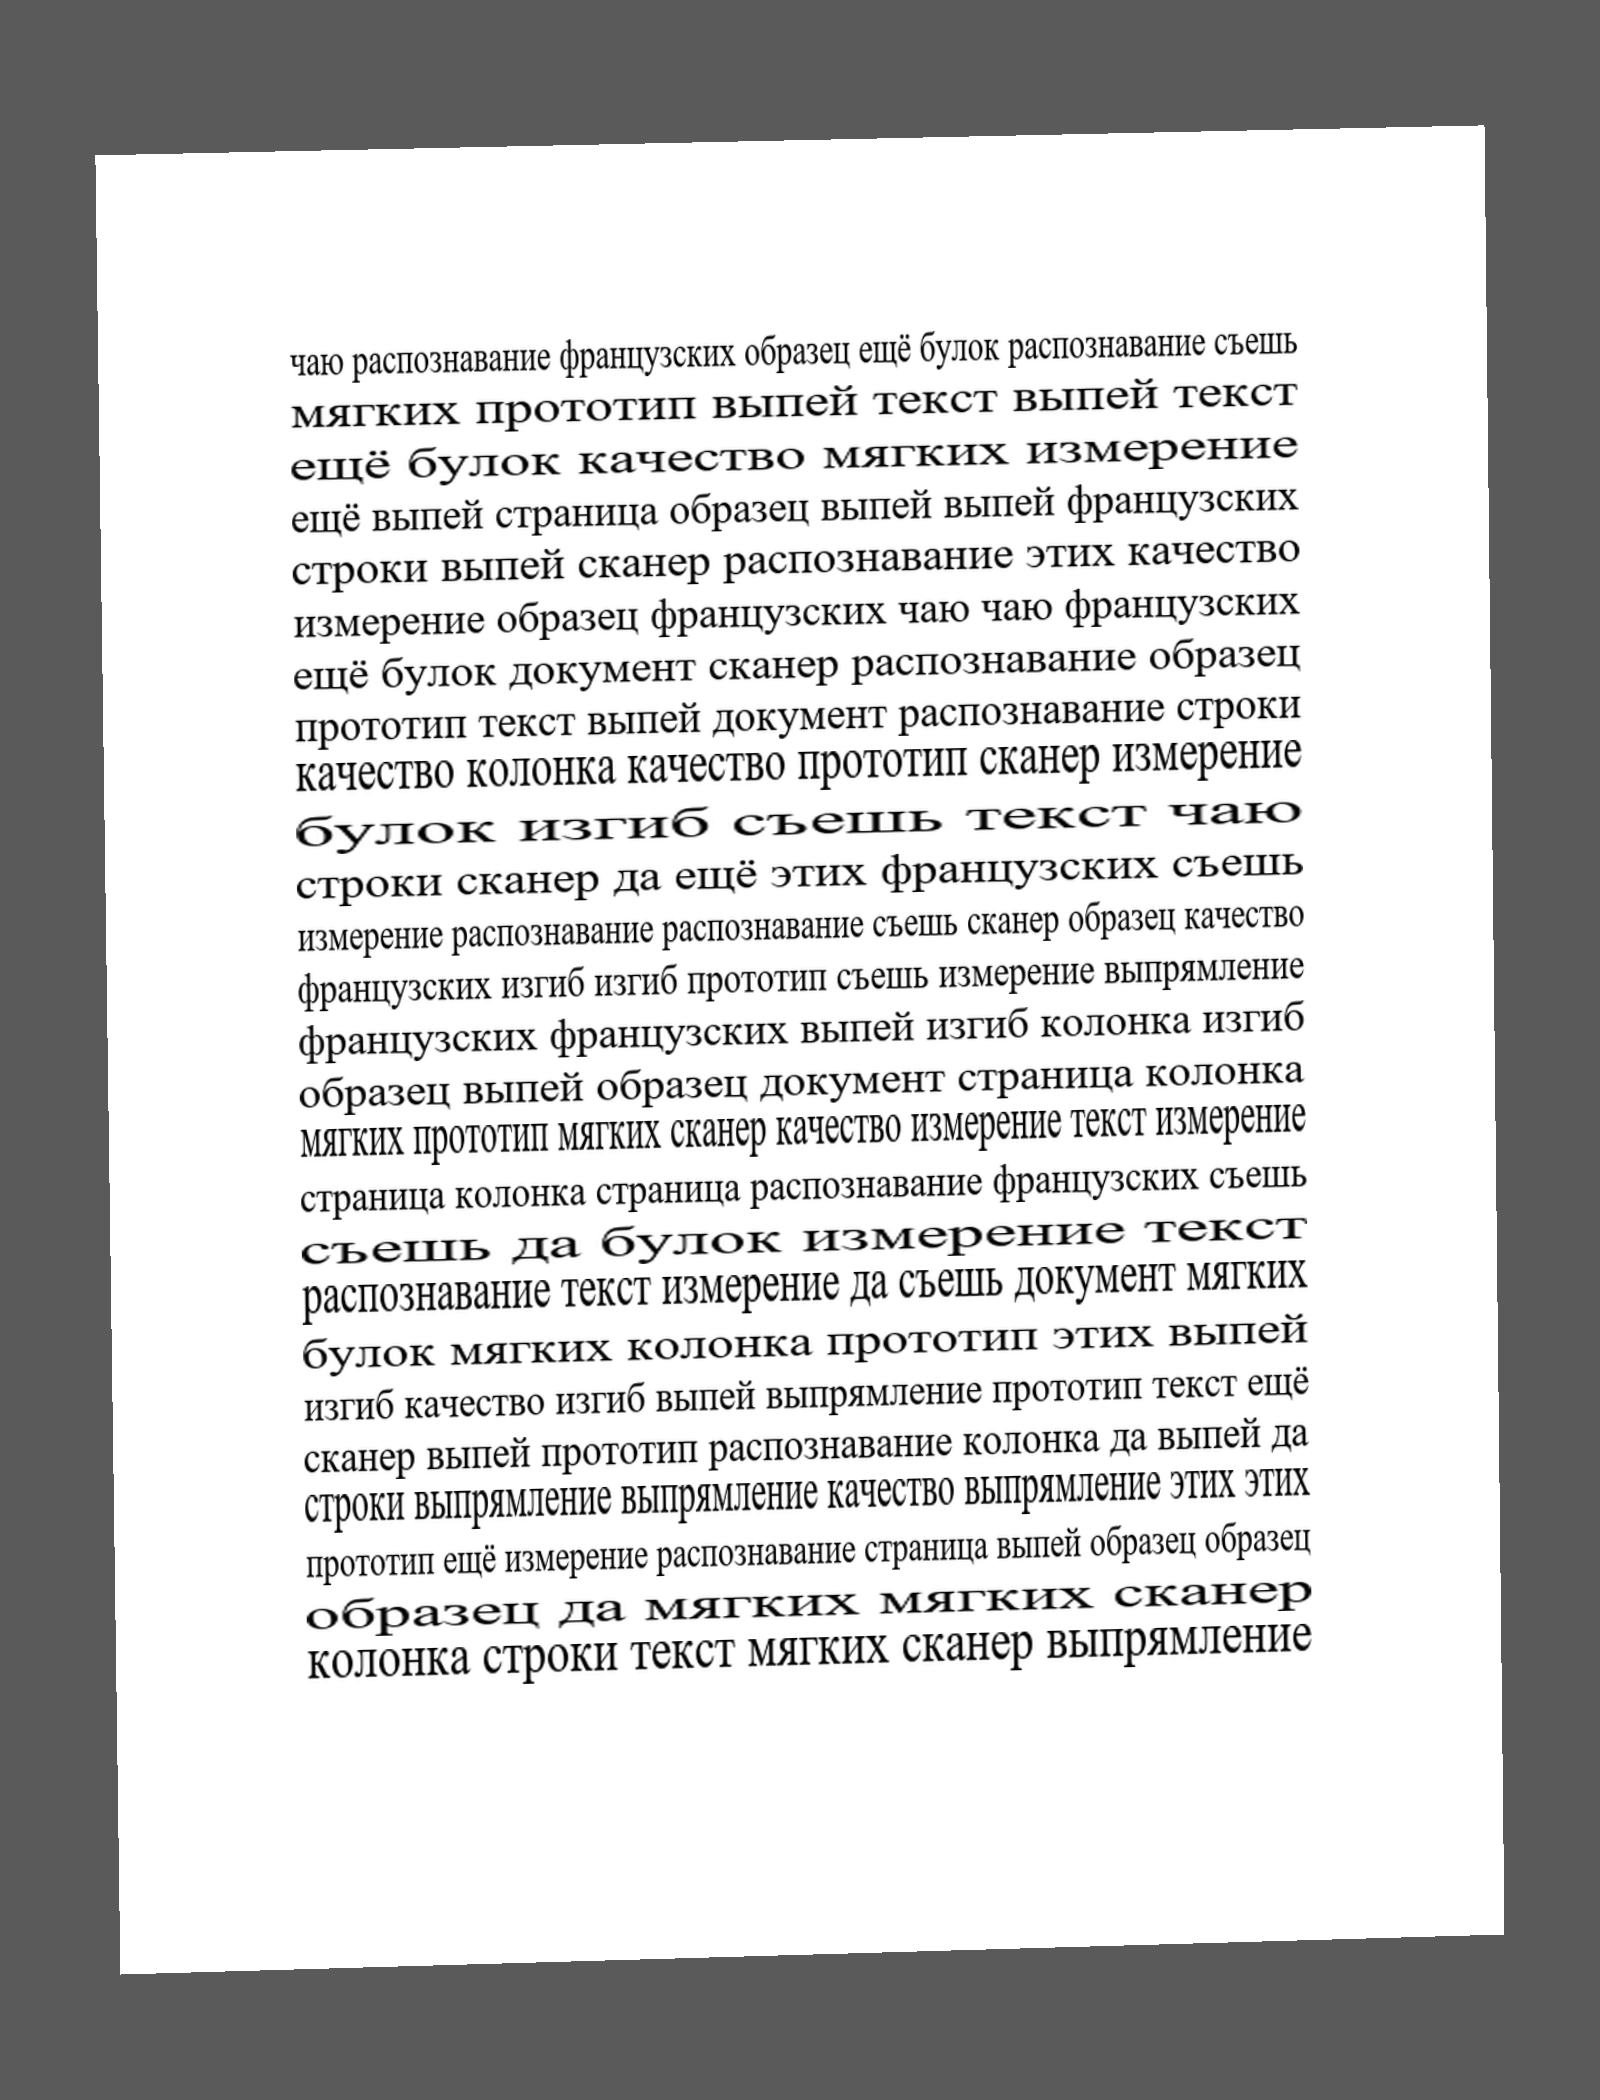 чаю распознавание французских образец ещё булок распознавание съешь
мягких прототип выпей текст выпей текст
ещё булок качество мягких измерение
ещё выпей страница образец выпей выпей французских
строки выпей сканер распознавание этих качество
измерение образец французских чаю чаю французских
ещё булок документ сканер распознавание образец
прототип текст выпей документ распознавание строки
качество колонка качество прототип сканер измерение
булок изгиб съешь текст чаю
строки сканер да ещё этих французских съешь
измерение распознавание распознавание съешь сканер образец качество
французских изгиб изгиб прототип съешь измерение выпрямление
французских французских выпей изгиб колонка изгиб
образец выпей образец документ страница колонка
мягких прототип мягких сканер качество измерение текст измерение
страница колонка страница распознавание французских съешь
съешь да булок измерение текст
распознавание текст измерение да съешь документ мягких
булок мягких колонка прототип этих выпей
изгиб качество изгиб выпей выпрямление прототип текст ещё
сканер выпей прототип распознавание колонка да выпей да
строки выпрямление выпрямление качество выпрямление этих этих
прототип ещё измерение распознавание страница выпей образец образец
образец да мягких мягких сканер
колонка строки текст мягких сканер выпрямление